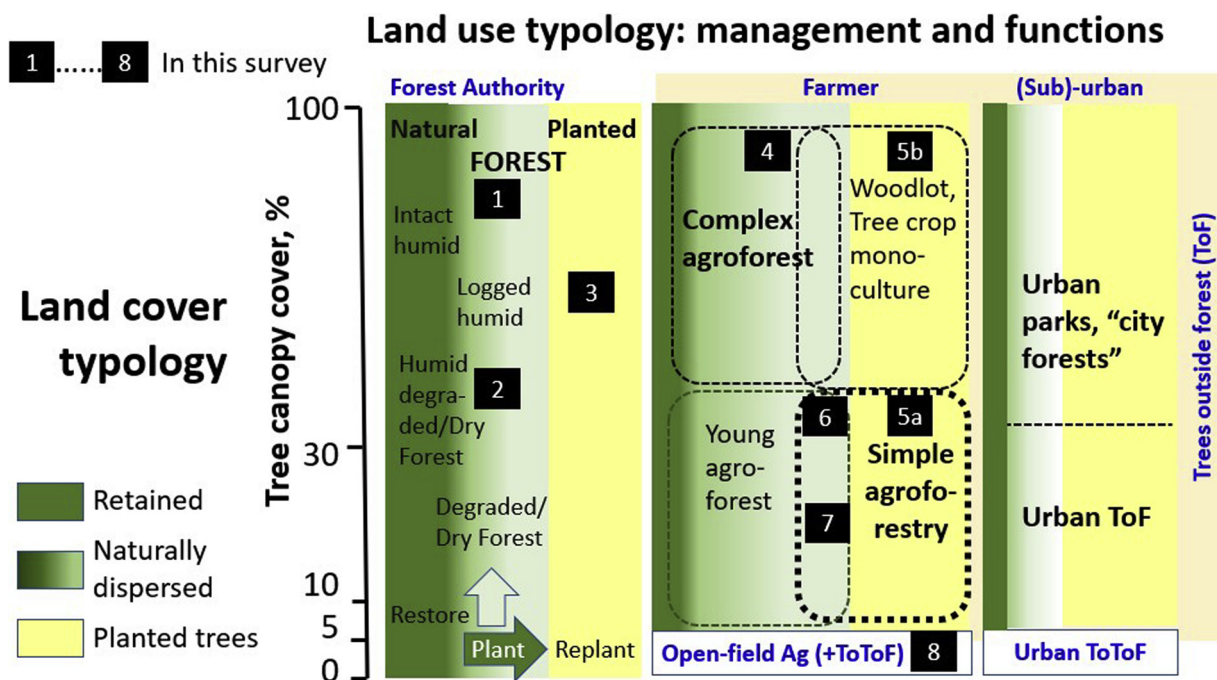 Land use typology: management and functions
1 ...... 8 In this survey
Forest Authority
Farmer
(Sub)-urban
Land cover
typology
Tree canopy cover, %
100
30
10
5
0
Retained
Naturally
dispersed
Planted trees
Natural
Planted
FOREST
1
Intact
humid
Logged
humid
3
Humid
degra-
ded/Dry
Forest
2
Degraded/
Dry Forest
Restore
Plant
Replant
4
Complex
agroforest
5b
Woodlot,
Tree crop
mono-
culture
Young
agro-
forest
6
7
5a
Simple
agrofo-
restry
Open-field Ag (+ToToF) 8
Urban
parks, “city
forests”
Urban ToF
Urban ToToF
Trees outside forest (ToF)